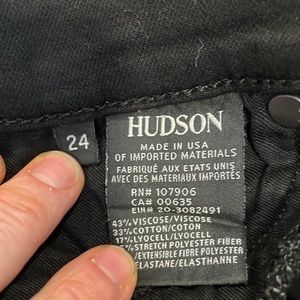 24
HUDSON
MADE IN USA
OF IMPORTED MATERIALS
FABRIQUÉ AUX ETATS UNIS
AVEC DES MATÉRIAUX IMPORTÉS
RN# 107906
CA# 00635
EIN# 20-3082491
43% VISCOSE/VISCOSE
33% COTTON/COTON
17% LYOCELL/LYOCELL
STRETCH POLYESTER FIBER
/EXTENSIBLE FIBRE POLYESTER
ELASTANE/ELASTHANNE